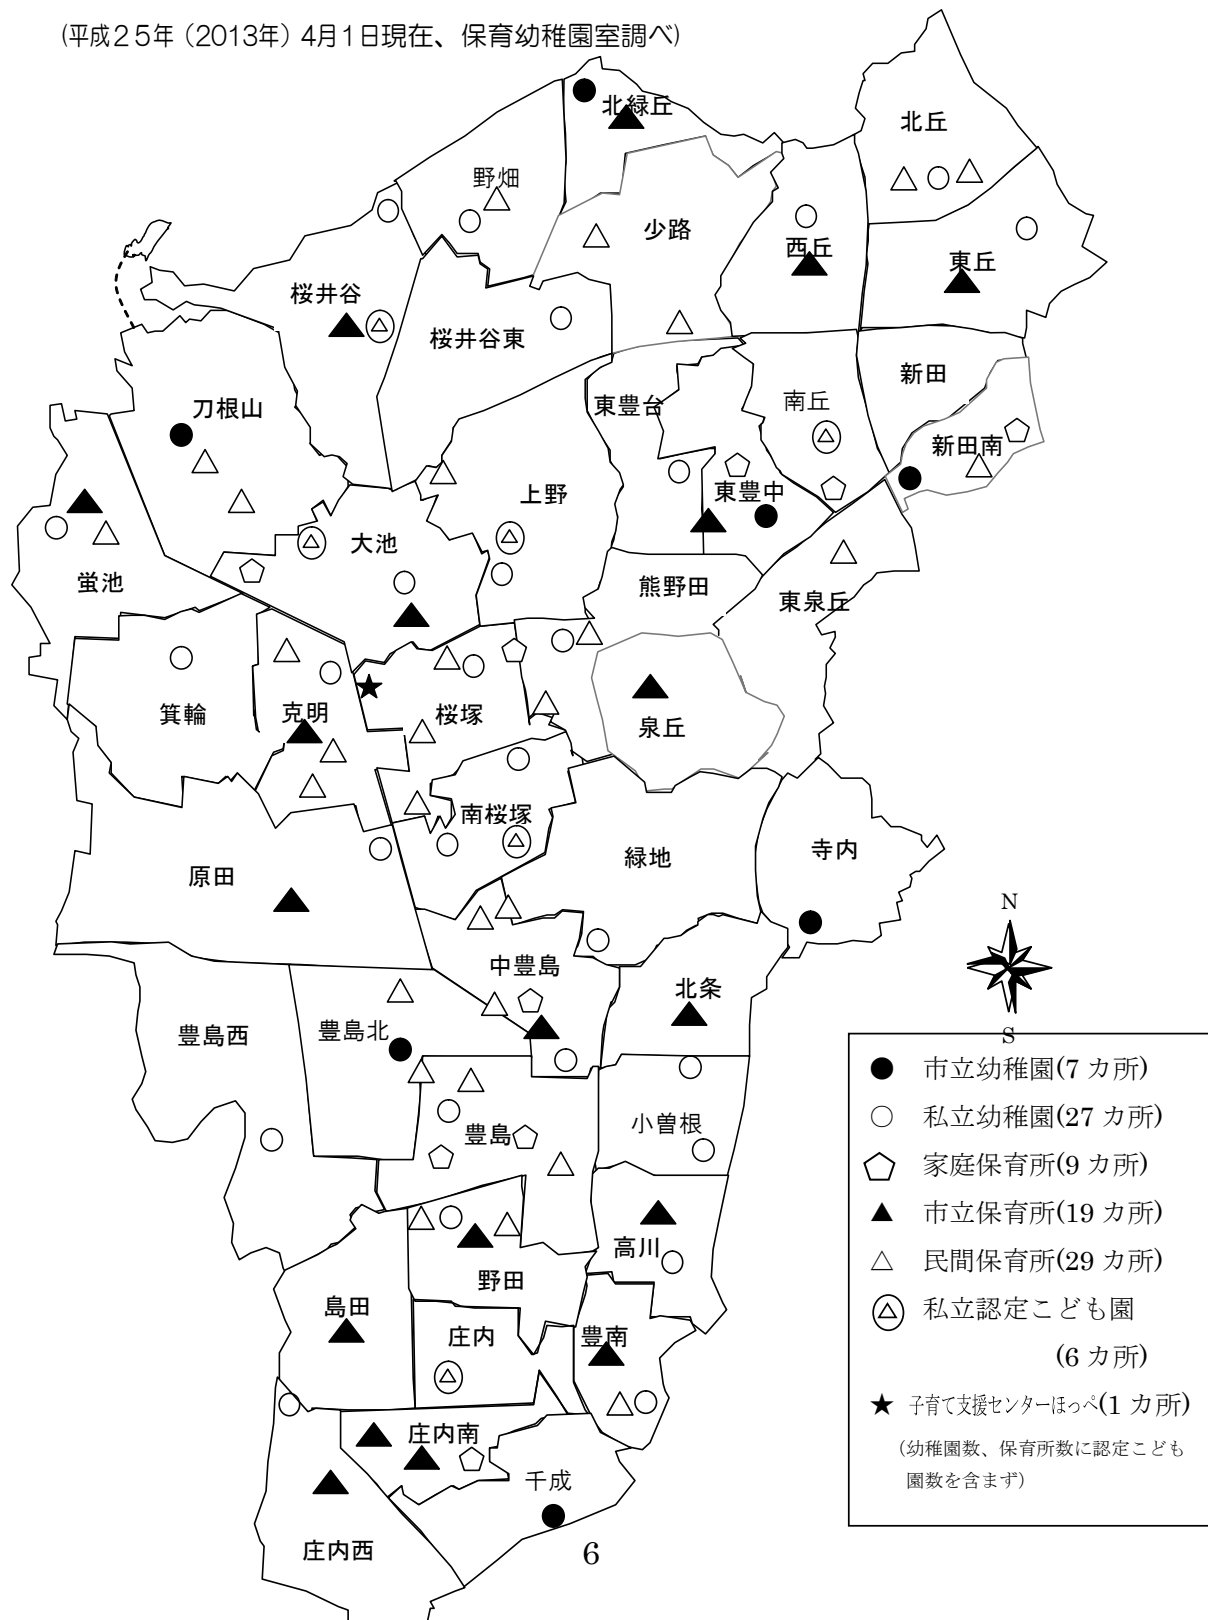 (平成２５年（2013年）4月1日現在、保育幼稚園室調べ)
北緑丘
北丘
野畑
少路
西丘
東丘
桜井谷
桜井谷東
新田
東豊台
南丘
刀根山
新田南
上野
東豊中
大池
蛍池
熊野田
東泉丘
箕輪
克明
桜塚
泉丘
南桜塚
緑地
寺内
原田
N
中豊島
北条
S
豊島西
豊島北
豊島
小曽根
高川
野田
島田
庄内
豊南
庄内南
千成
庄内西
市立幼稚園(7 カ所)
私立幼稚園(27 カ所)
家庭保育所(9 カ所)
市立保育所(19 カ所)
民間保育所(29 カ所)
私立認定こども園
(6 カ所)
子育て支援センターほっぺ(1 カ所)
（幼稚園数、保育所数に認定こども
園数を含まず）
6